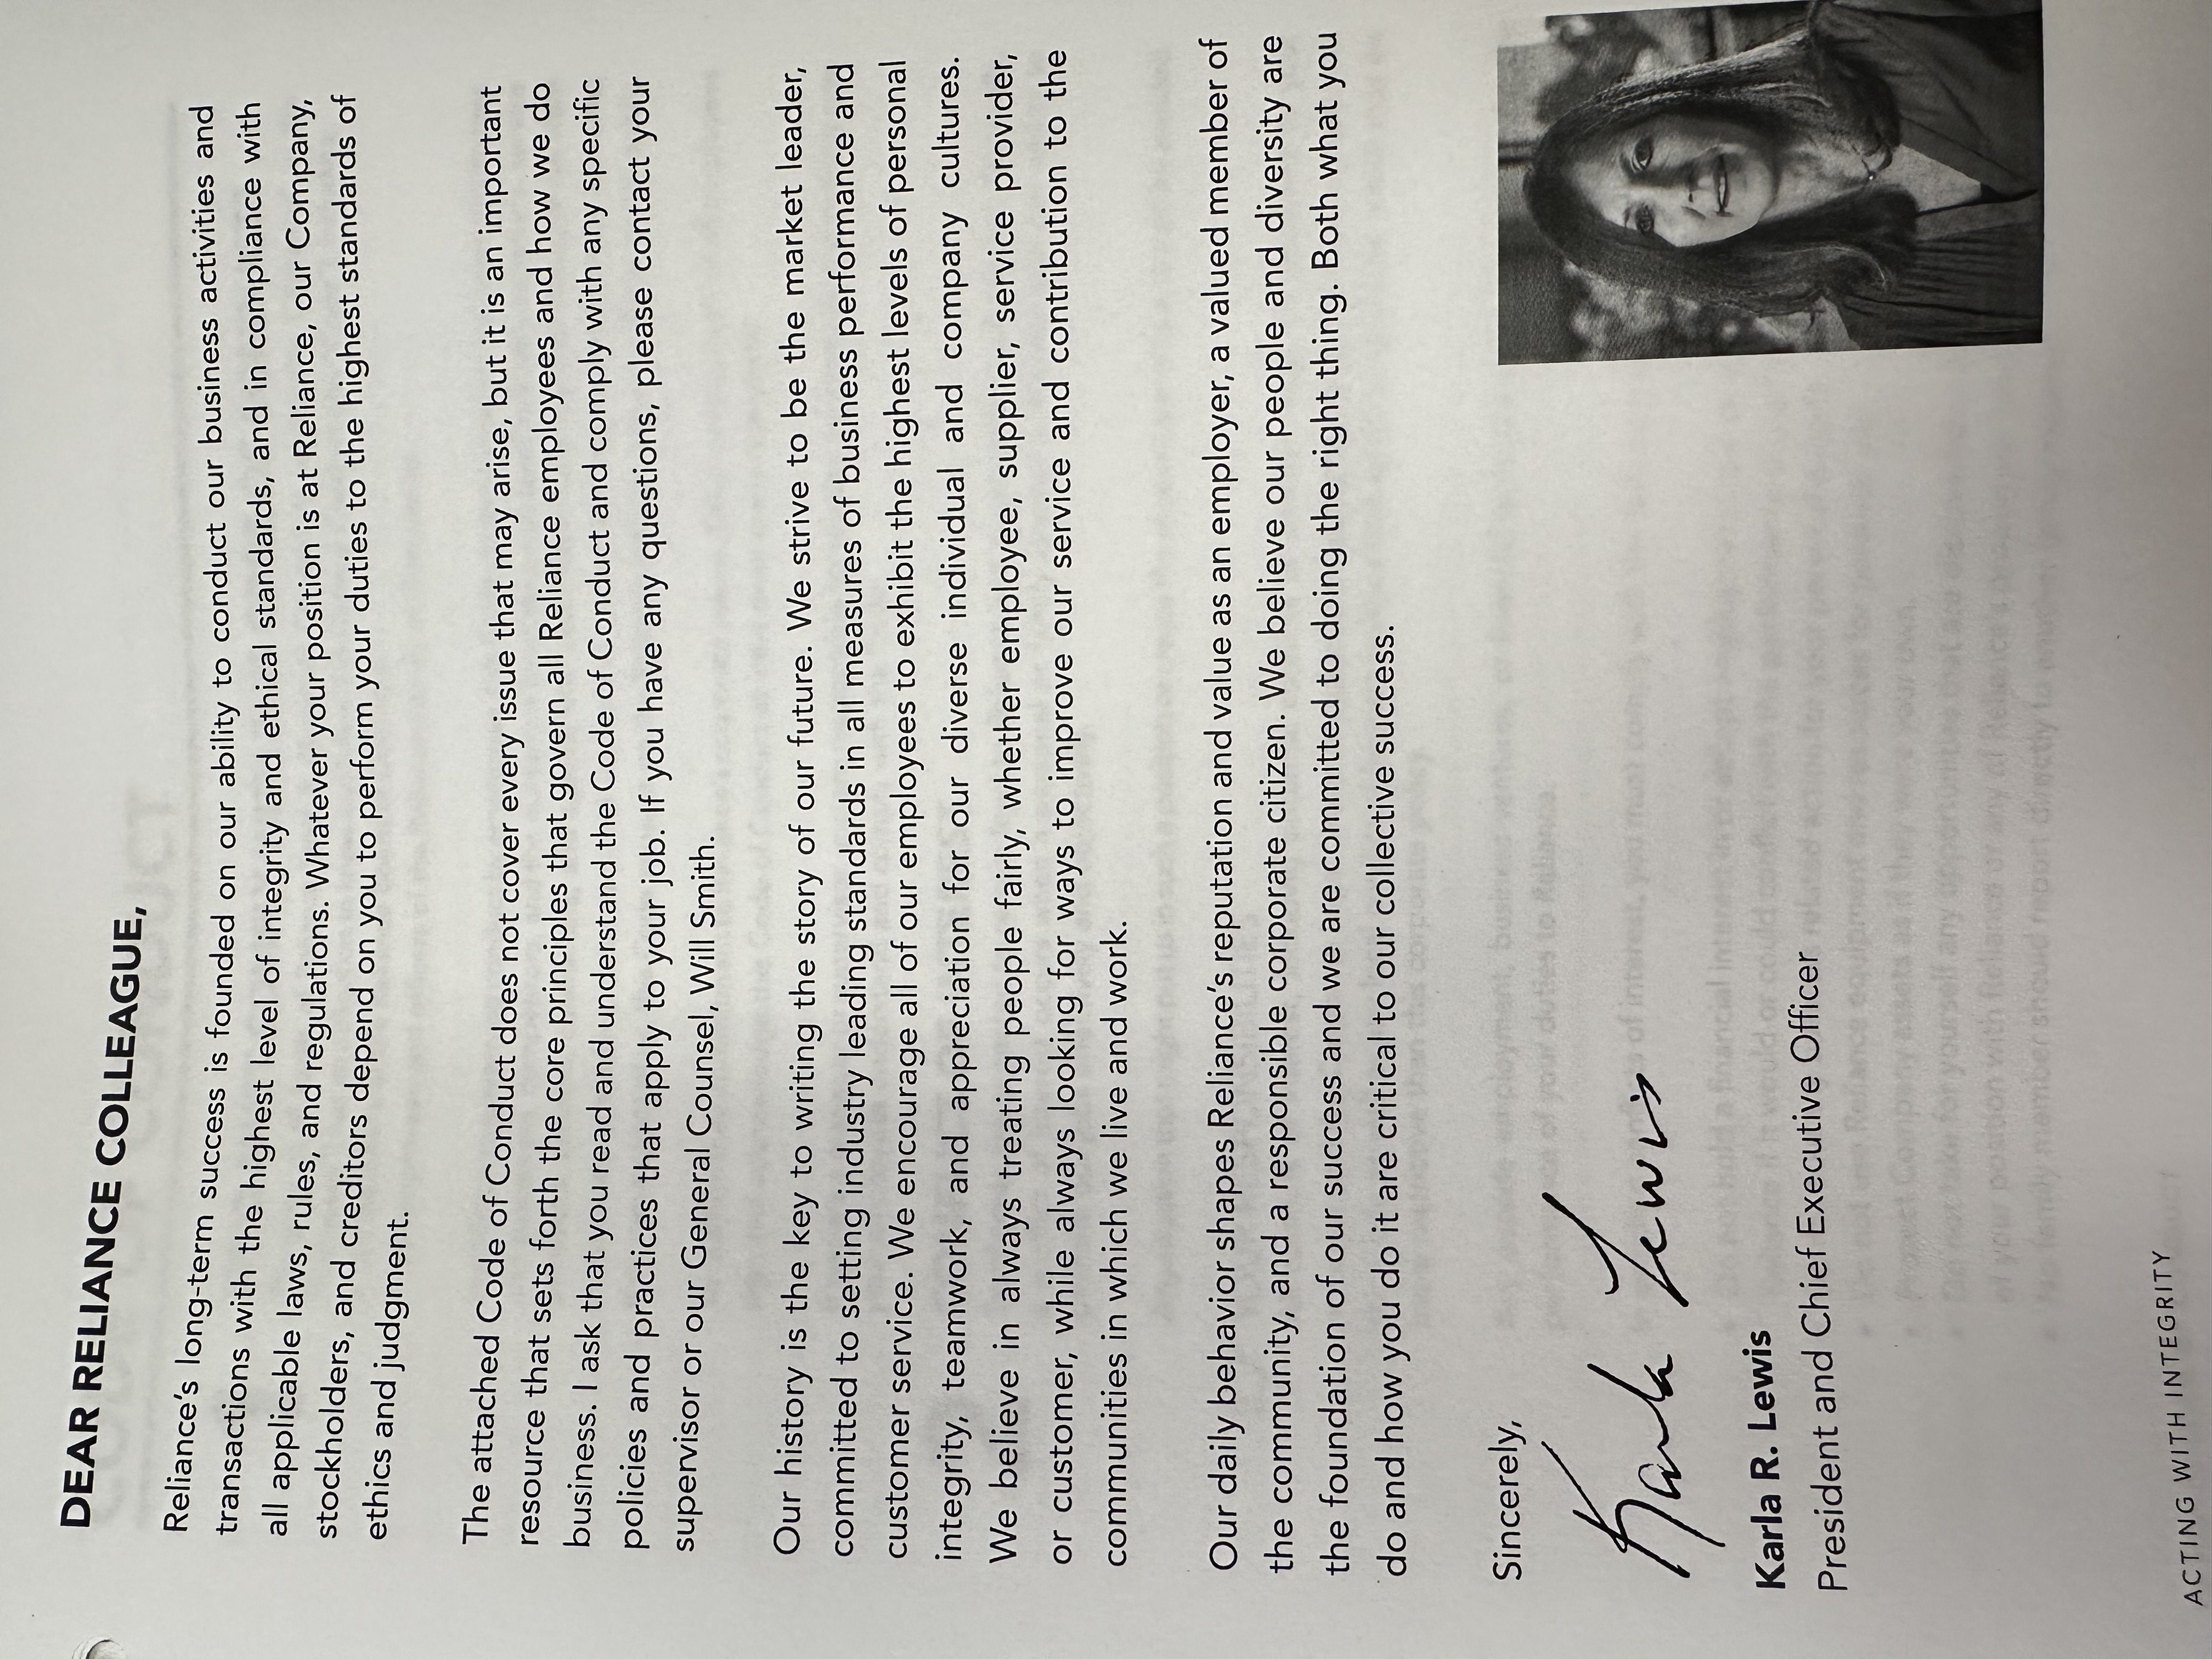 DEAR RELIANCE COLLEAGUE,
Reliance's long-term success is founded on our ability to conduct our business activities and
transactions with the highest level of integrity and ethical standards, and in compliance with
all applicable laws, rules, and regulations. Whatever your position is at Reliance, our Company,
stockholders, and creditors depend on you to perform your duties to the highest standards of
ethics and judgment.
The attached Code of Conduct does not cover every issue that may arise, but it is an important
resource that sets forth the core principles that govern all Reliance employees and how we do
business. I ask that you read and understand the Code of Conduct and comply with any specific
policies and practices that apply to your job. If you have any questions, please contact your
supervisor or our General Counsel, Will Smith.
Our history is the key to writing the story of our future. We strive to be the market leader,
committed to setting industry leading standards in all measures of business performance and
customer service. We encourage all of our employees to exhibit the highest levels of personal
integrity, teamwork, and appreciation for our diverse individual and company cultures.
We believe in always treating people fairly, whether employee, supplier, service provider,
or customer, while always looking for ways to improve our service and contribution to the
communities in which we live and work.
Our daily behavior shapes Reliance's reputation and value as an employer, a valued member of
the community, and a responsible corporate citizen. We believe our people and diversity are
the foundation of our success and we are committed to doing the right thing. Both what you
do and how you do it are critical to our collective success.
Sincerely,
Karla Lewis
Karla R. Lewis
President and Chief Executive Officer
ACTING WITH INTEGRITY